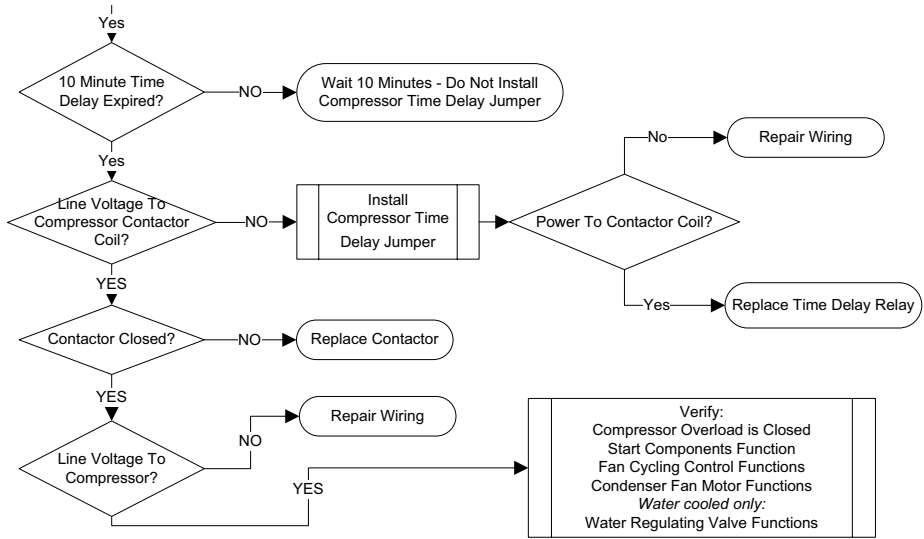 Yes
10 Minute Time
Delay Expired?
NO
Wait 10 Minutes - Do Not Install
Compressor Time Delay Jumper
Yes
Line Voltage To
Compressor Contactor
Coil?
NO
Install
Compressor Time
Delay Jumper
Power To Contactor Coil?
No
Repair Wiring
Yes
Replace Time Delay Relay
YES
Contactor Closed?
NO
Replace Contactor
YES
Line Voltage To
Compressor?
NO
Repair Wiring
YES
Verify:
Compressor Overload is Closed
Start Components Function
Fan Cycling Control Functions
Condenser Fan Motor Functions
Water cooled only:
Water Regulating Valve Functions